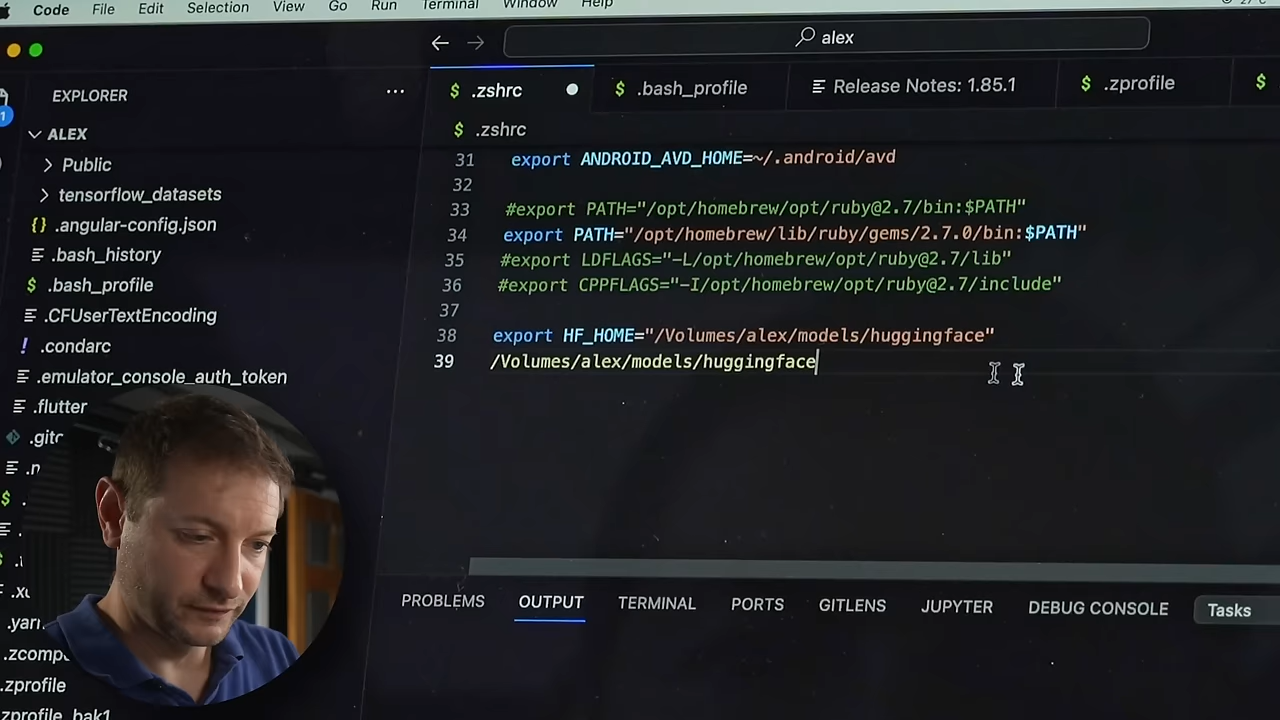 Code File Edit Selection View Go Run Terminal Window Help
alex
EXPLORER ...
.zshrc .bash_profile Release Notes: 1.85.1 .zprofile
ALEX
.zshrc
Public
tensorflow_datasets
.angular-config.json
.bash_history
.bash_profile
.CFUserTextEncoding
.condarc
.emulator_console_auth_token
.flutter
.zprofile
.zprofile_bak1
31 export ANDROID_AVD_HOME=~/.android/avd
32
33 #export PATH="/opt/homebrew/opt/ruby@2.7/bin:$PATH"
34 export PATH="/opt/homebrew/lib/ruby/gems/2.7.0/bin:$PATH"
35 #export LDFLAGS="-L/opt/homebrew/opt/ruby@2.7/lib"
36 #export CPPFLAGS="-I/opt/homebrew/opt/ruby@2.7/include"
37
38 export HF_HOME="/Volumes/alex/models/huggingface"
39 /Volumes/alex/models/huggingface
PROBLEMS OUTPUT TERMINAL PORTS GITLENS JUPYTER DEBUG CONSOLE Tasks